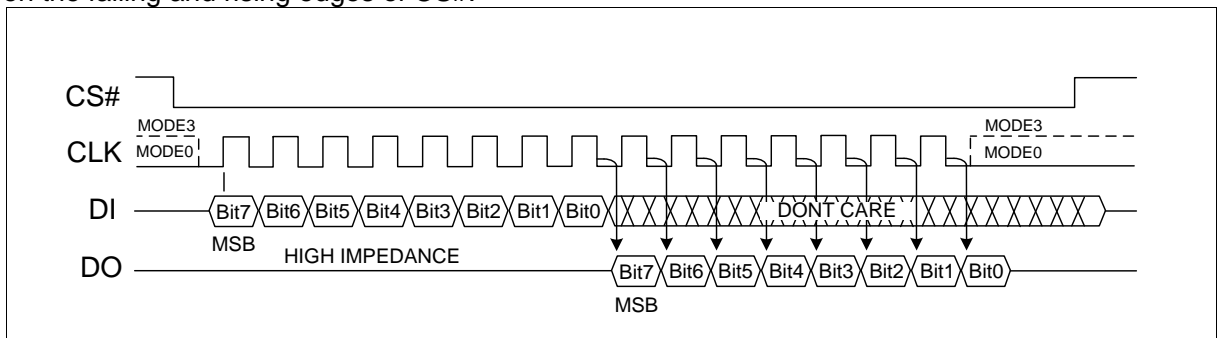 on the falling and rising edges of CS#.
CS#
MODE3 MODE3
CLK MODE0 MODE0
DI Bit7 Bit6 Bit5 Bit4 Bit3 Bit2 Bit1 Bit0 DONT CARE
MSB
HIGH IMPEDANCE
DO Bit7 Bit6 Bit5 Bit4 Bit3 Bit2 Bit1 Bit0
MSB